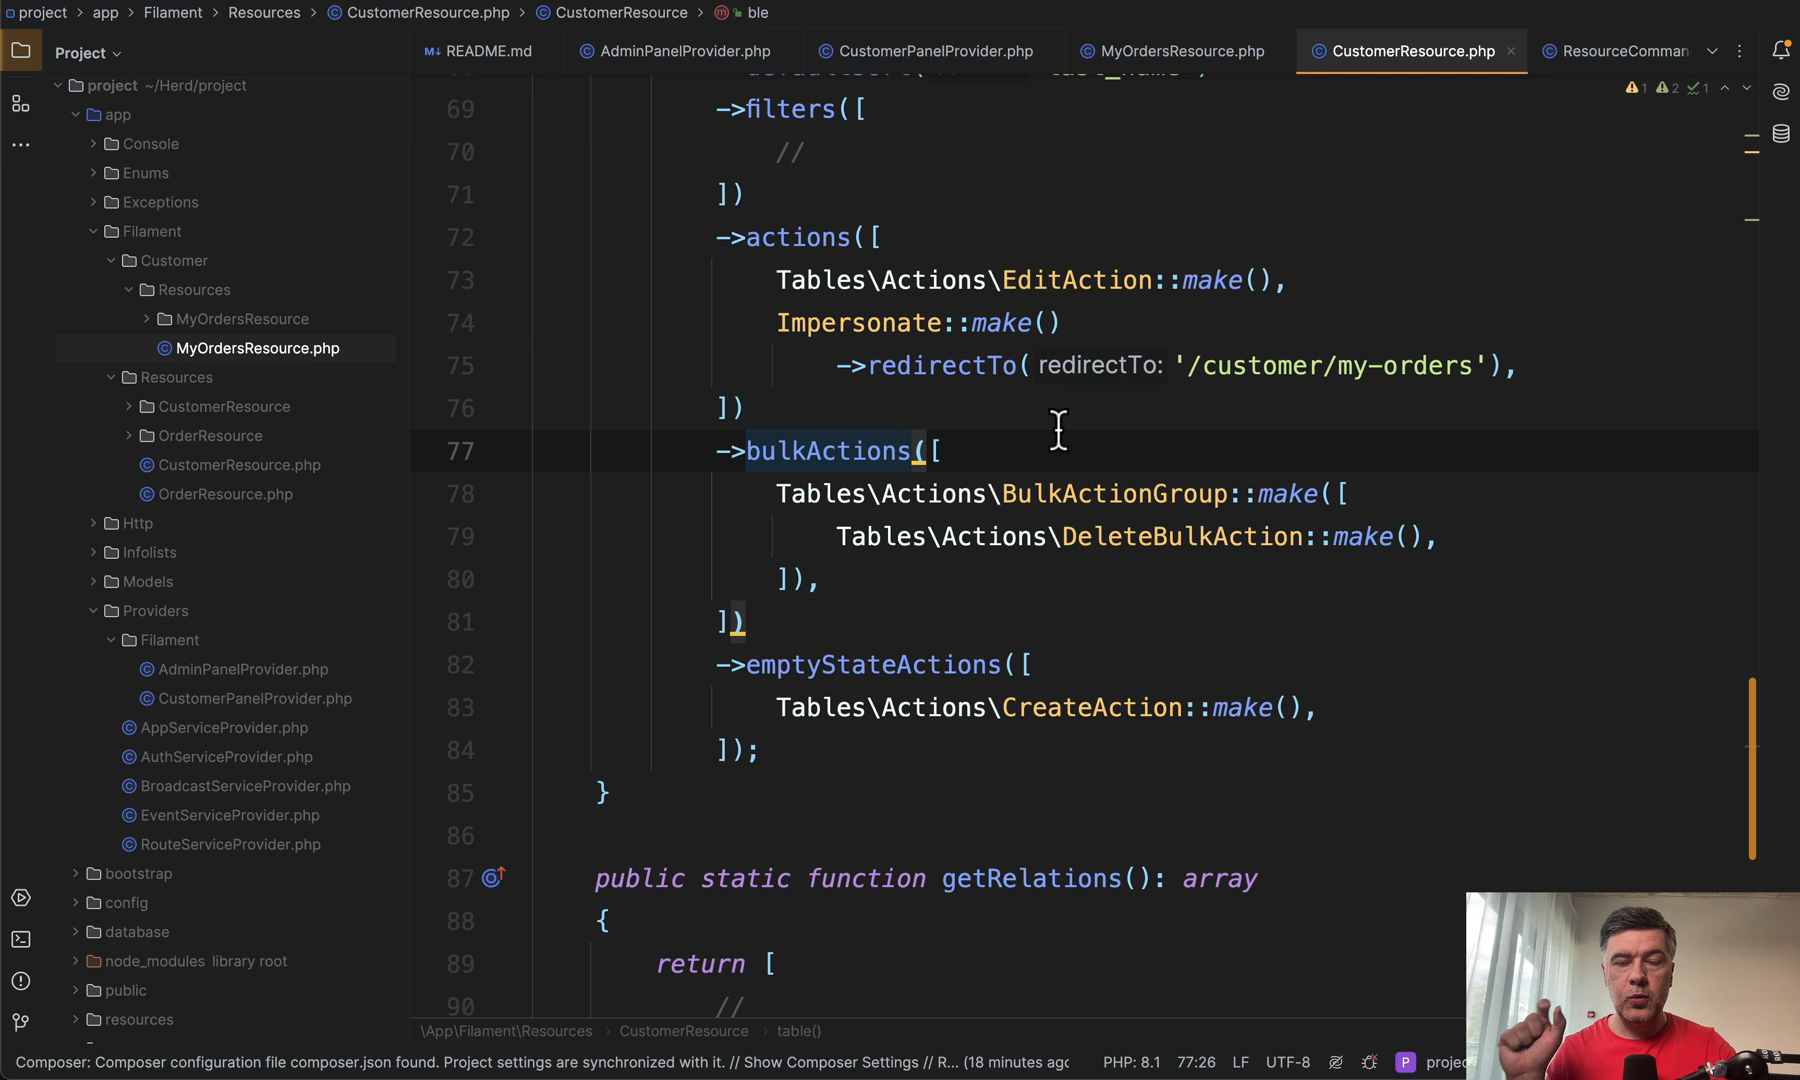 project > app > Filament > Resources > CustomerResource.php > CustomerResource > m ble
Project
README.md
AdminPanelProvider.php
CustomerPanelProvider.php
MyOrdersResource.php
CustomerResource.php
ResourceComman
1 2 1
project ~/Herd/project
app
Console
Enums
Exceptions
Filament
Customer
Resources
MyOrdersResource
MyOrdersResource.php
Resources
CustomerResource
OrderResource
CustomerResource.php
OrderResource.php
Http
Infolists
Models
Providers
Filament
AdminPanelProvider.php
CustomerPanelProvider.php
AppServiceProvider.php
AuthServiceProvider.php
BroadcastServiceProvider.php
EventServiceProvider.php
RouteServiceProvider.php
bootstrap
config
database
node_modules library root
public
resources
69 ->filters([
70 //
71 ])
72 ->actions([
73 Tables\Actions\EditAction::make(),
74 Impersonate::make()
75 ->redirectTo( redirectTo: '/customer/my-orders'),
76 ])
77 ->bulkActions([
78 Tables\Actions\BulkActionGroup::make([
79 Tables\Actions\DeleteBulkAction::make(),
80 ]),
81 ])
82 ->emptyStateActions([
83 Tables\Actions\CreateAction::make(),
84 ]);
85 }
86
87 public static function getRelations(): array
88 {
89 return [
90 //
\App\Filament\Resources > CustomerResource > table()
Composer: Composer configuration file composer.json found. Project settings are synchronized with it. // Show Composer Settings // R... (18 minutes ago
PHP: 8.1 77:26 LF UTF-8 P projec